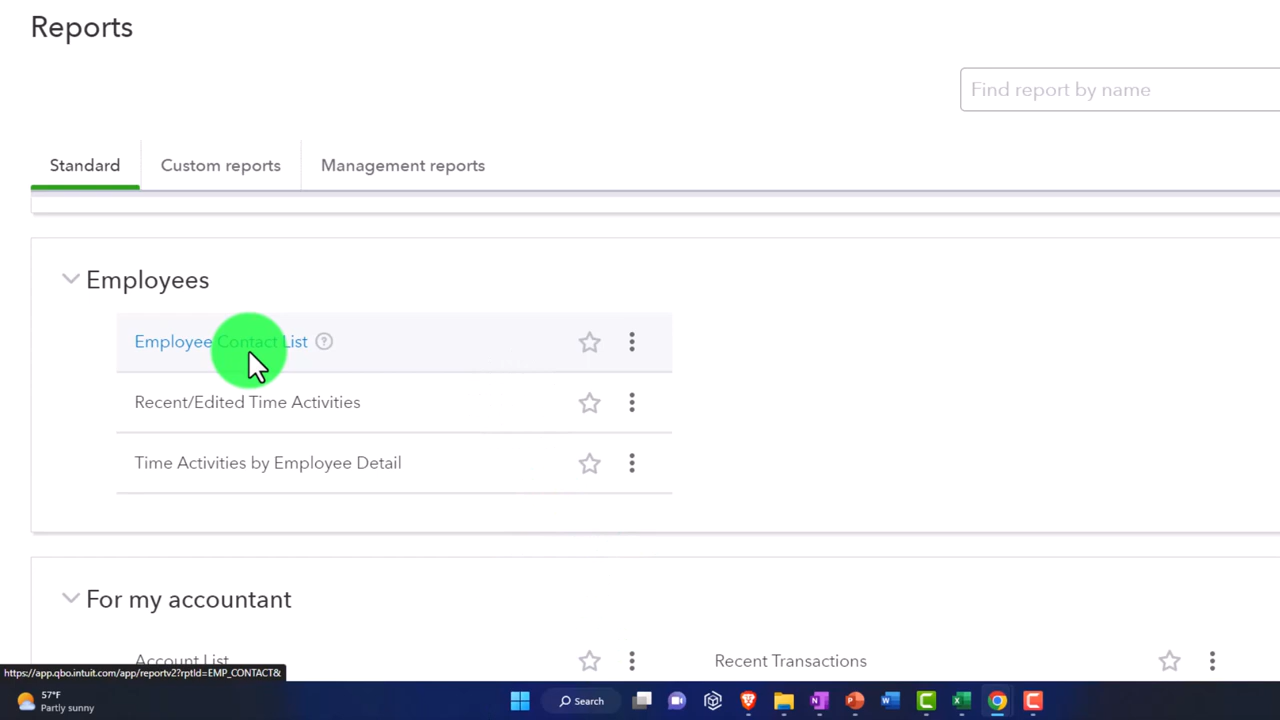 Reports
Find report by name
Standard
Custom reports
Management reports
Employees
Employee Contact List
Recent/Edited Time Activities
Time Activities by Employee Detail
For my accountant
Account List
Recent Transactions
https://app.qbo.intuit.com/app/reportv2?rptId=EMP_CONTACT&
57°F
Partly sunny
Search